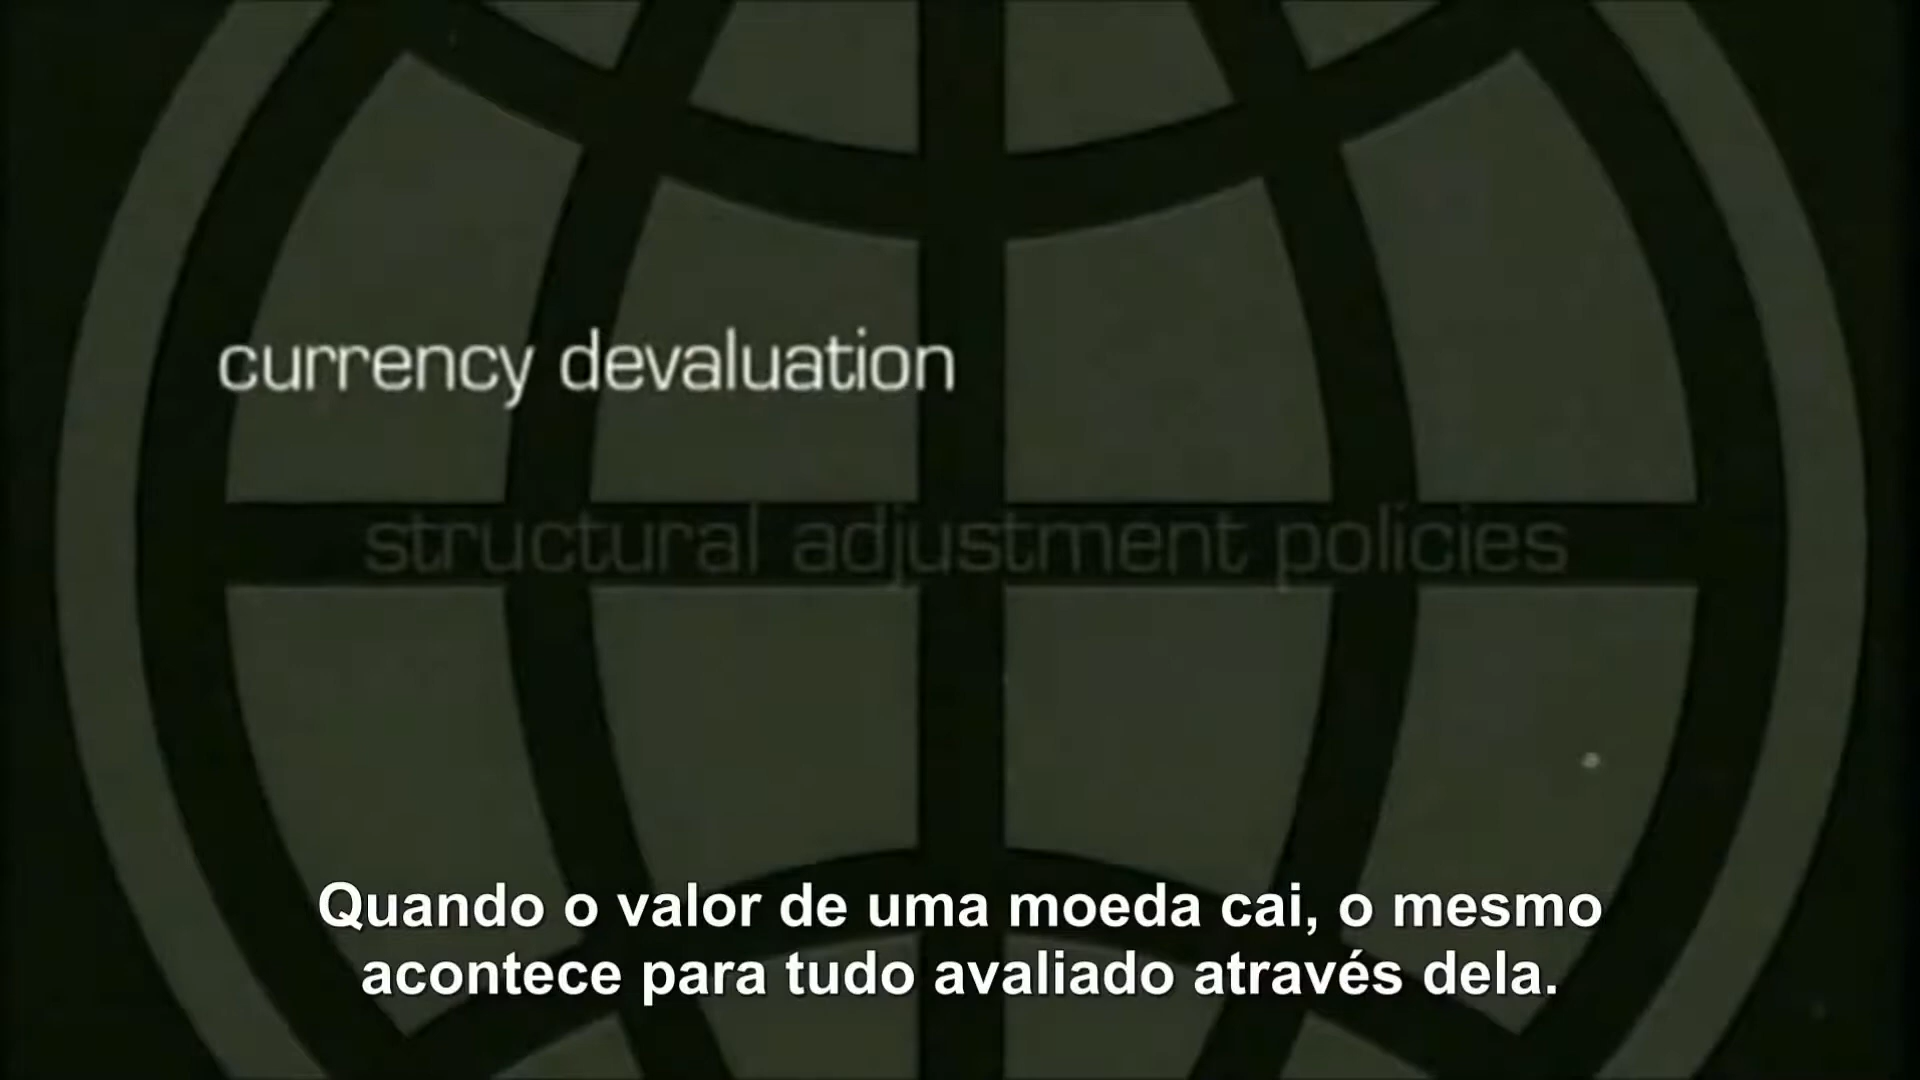 currency devaluation
structural adjustment policies
Quando o valor de uma moeda cai, o mesmo
acontece para tudo avaliado através dela.